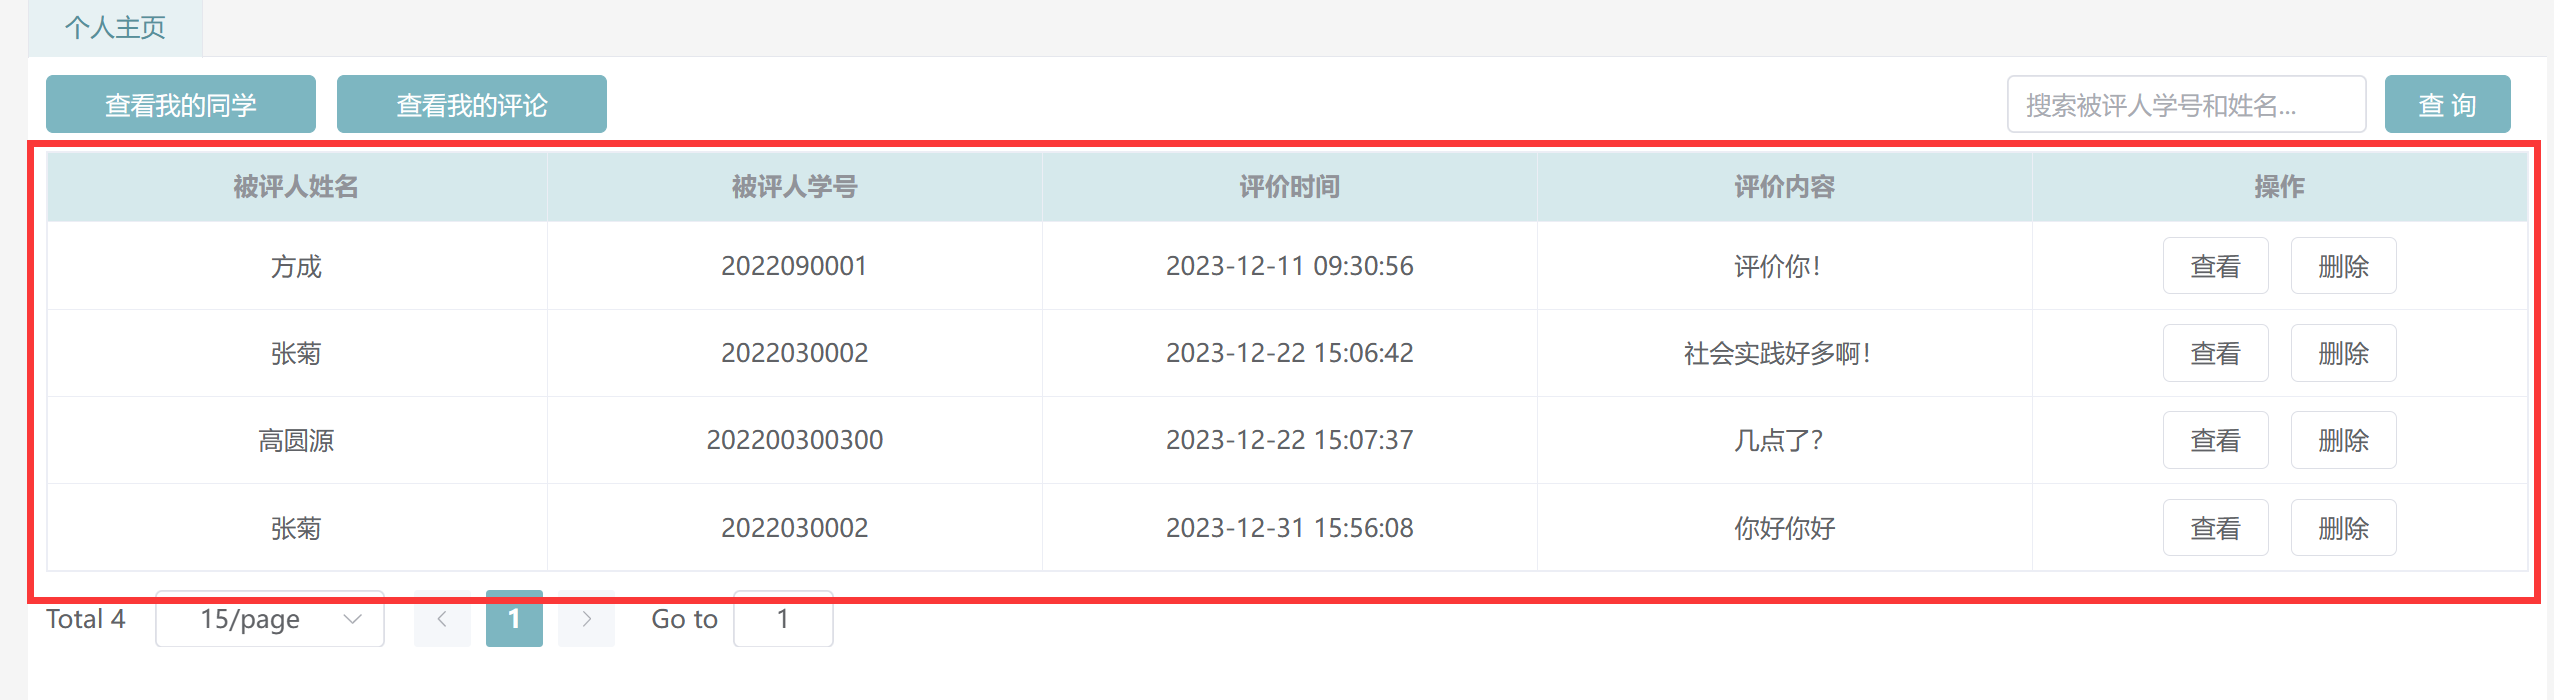 个人主页
查看我的同学 查看我的评论 搜索被评人学号和姓名... 查 询
被评人姓名 被评人学号 评价时间 评价内容 操作
方成 2022090001 2023-12-11 09:30:56 评价你! 查看 删除
张菊 2022030002 2023-12-22 15:06:42 社会实践好多啊! 查看 删除
高圆源 202200300300 2023-12-22 15:07:37 几点了? 查看 删除
张菊 2022030002 2023-12-31 15:56:08 你好你好 查看 删除
Total 4 15/page 1 Go to 1